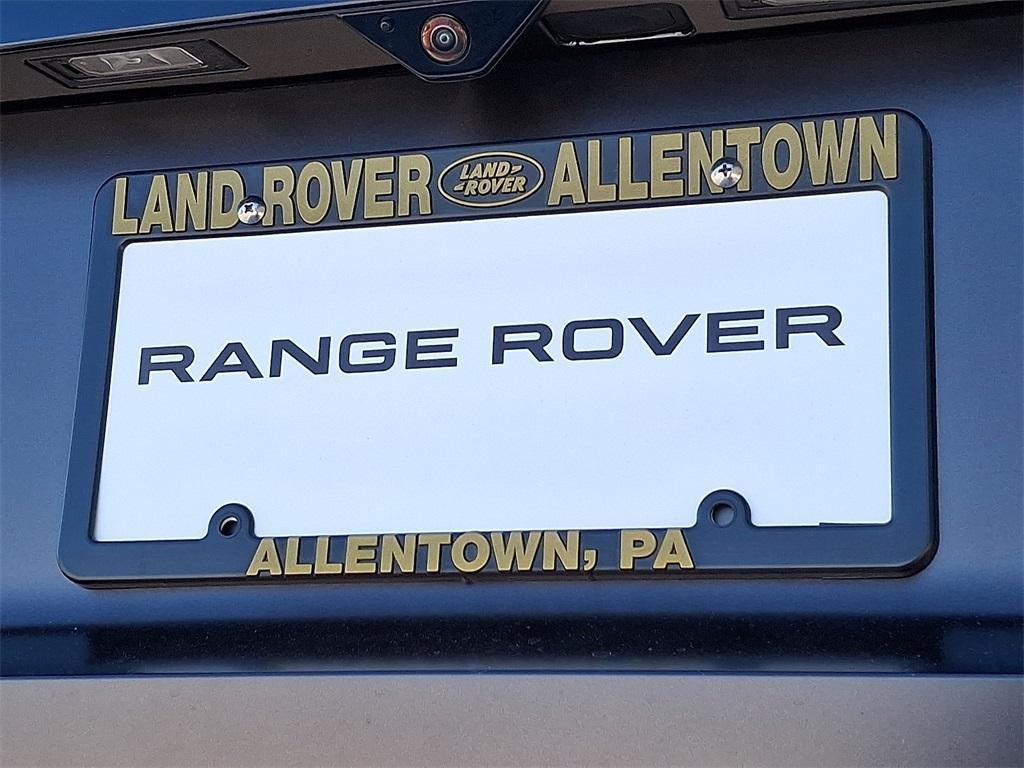 LAND ROVER LAND-ROVER ALLENTOWN
RANGE ROVER
ALLENTOWN, PA